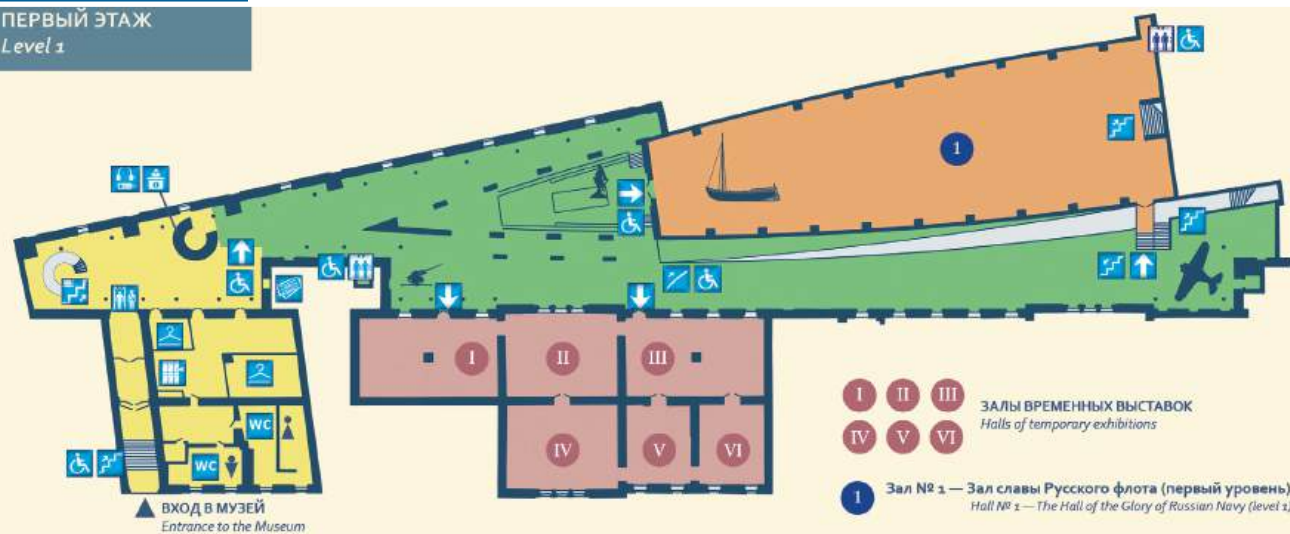 ПЕРВЫЙ ЭТАЖ
Level 1
1
I
II
III
IV
V
VI
WC
WC
I II III
IV V VI
ЗАЛЫ ВРЕМЕННЫХ ВЫСТАВОК
Halls of temporary exhibitions
1
Зал № 1 — Зал славы Русского флота (первый уровень)
Hall № 1 — The Hall of the Glory of Russian Navy (level 1)
ВХОД В МУЗЕЙ
Entrance to the Museum